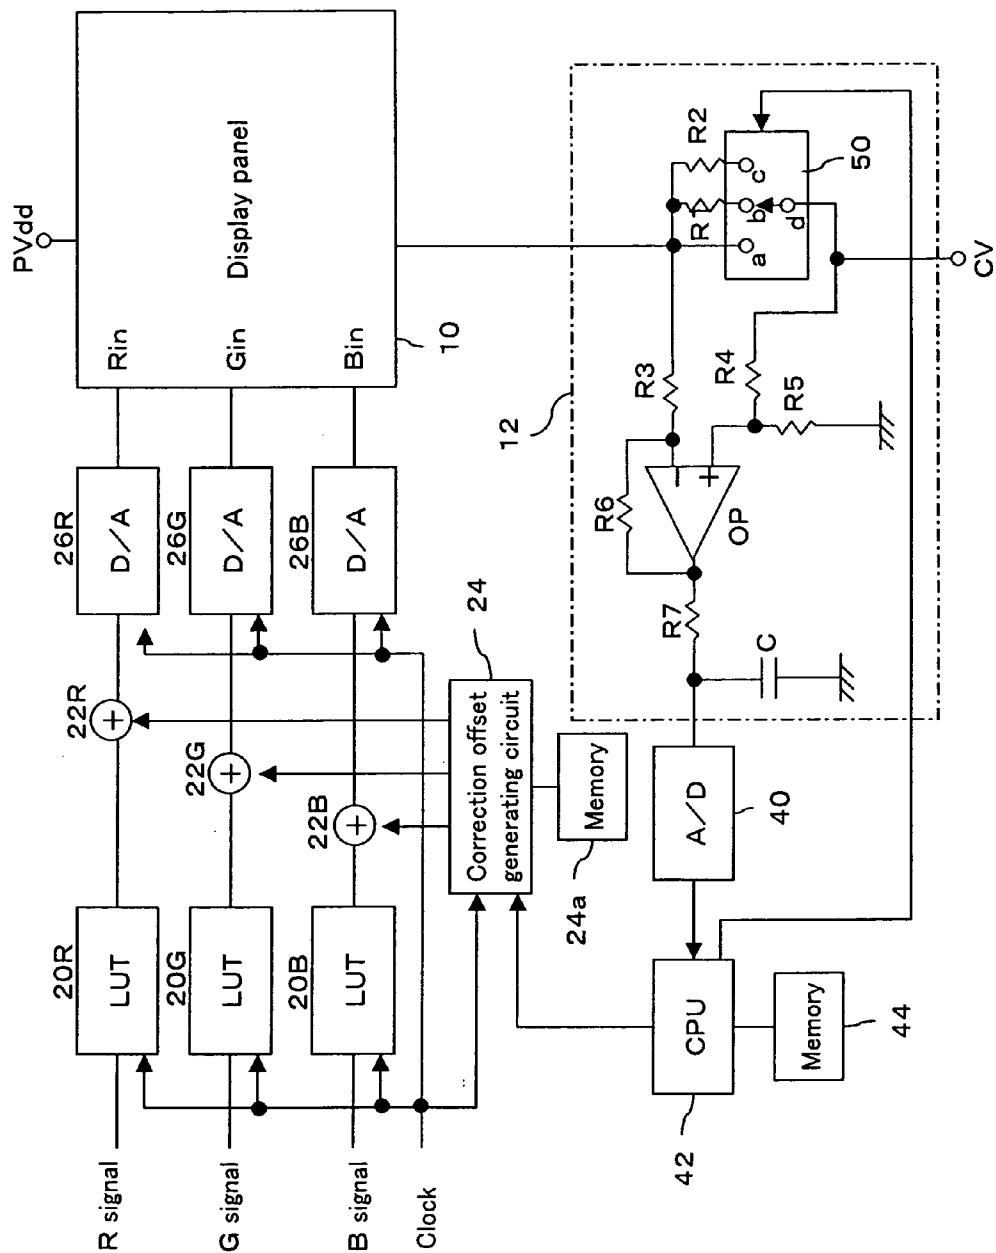 PVdd
Display panel
Rin
Gin
Bin
10
26R
D/A
26G
D/A
26B
D/A
22R
+
22G
+
22B
+
20R
LUT
20G
LUT
20B
LUT
R signal
G signal
B signal
Clock
24
Correction offset
generating circuit
Memory
24a
12
R1
R2
a
b
c
d
50
CV
R3
R4
R5
R6
−
+
OP
R7
C
A/D
40
CPU
42
Memory
44